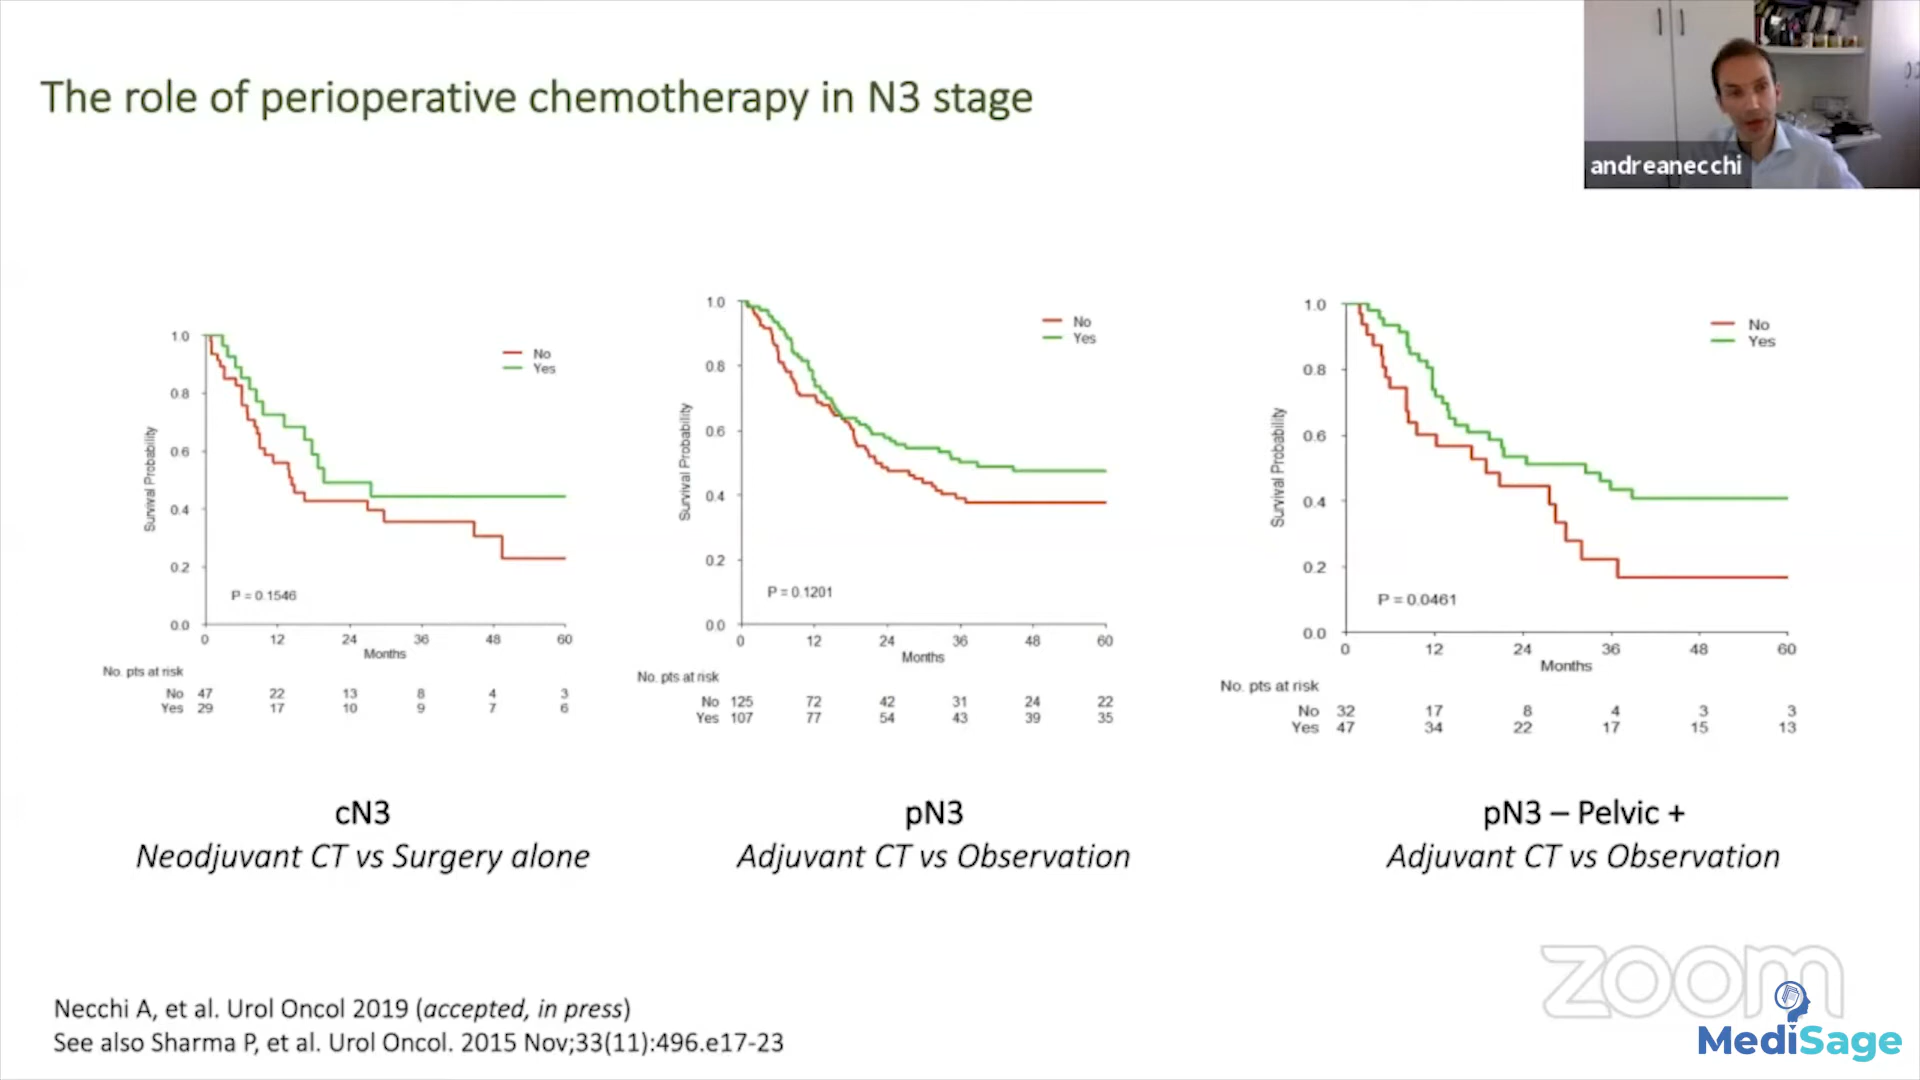 The role of perioperative chemotherapy in N3 stage
andreanecchi
1.0
0.8
0.6
0.4
0.2
0.0
Survival Probability
No
Yes
P = 0.1546
0 12 24 36 48 60
Months
No. pts at risk
No 47 22 13 8 4 3
Yes 29 17 10 9 7 6
cN3
Neodjuvant CT vs Surgery alone
1.0
0.8
0.6
0.4
0.2
0.0
Survival Probability
No
Yes
P = 0.1201
0 12 24 36 48 60
Months
No. pts at risk
No 125 72 42 31 24 22
Yes 107 77 54 43 39 35
pN3
Adjuvant CT vs Observation
1.0
0.8
0.6
0.4
0.2
0.0
Survival Probability
No
Yes
P = 0.0461
0 12 24 36 48 60
Months
No. pts at risk
No 32 17 8 4 3 3
Yes 47 34 22 17 15 13
pN3 – Pelvic +
Adjuvant CT vs Observation
Necchi A, et al. Urol Oncol 2019 (accepted, in press)
See also Sharma P, et al. Urol Oncol. 2015 Nov;33(11):496.e17-23
zoom
MediSage